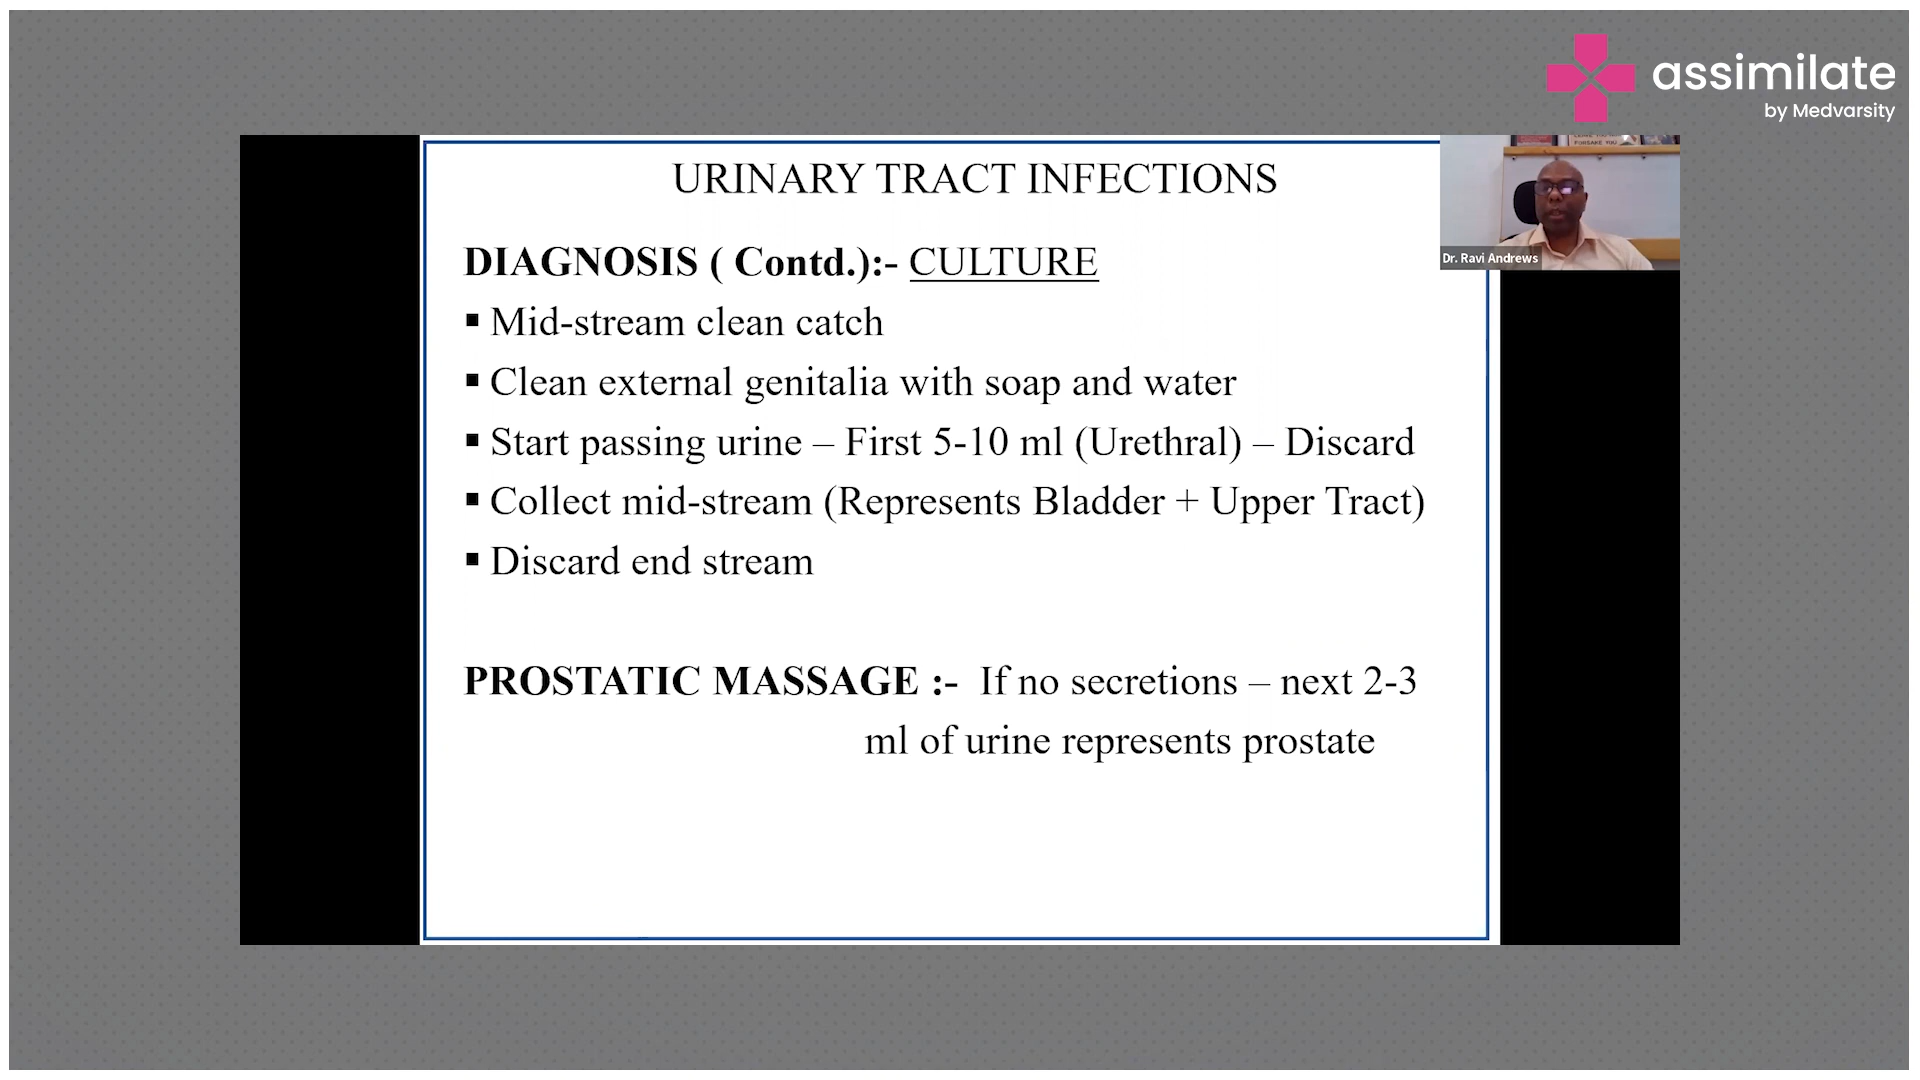 assimilate
by Medvarsity
URINARY TRACT INFECTIONS
DIAGNOSIS ( Contd.):- CULTURE
▪ Mid-stream clean catch
▪ Clean external genitalia with soap and water
▪ Start passing urine – First 5-10 ml (Urethral) – Discard
▪ Collect mid-stream (Represents Bladder + Upper Tract)
▪ Discard end stream
PROSTATIC MASSAGE :- If no secretions – next 2-3
ml of urine represents prostate
FORSAKE YOU
Dr. Ravi Andrews